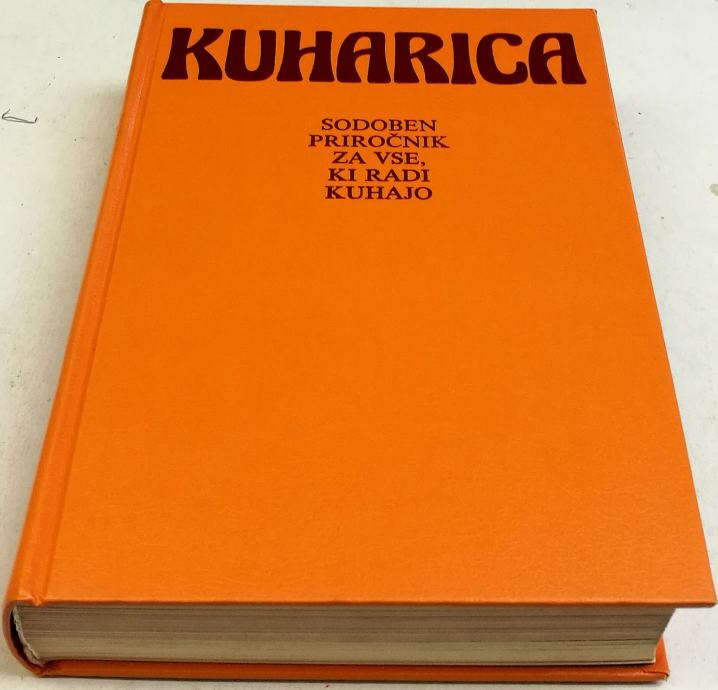 KUHARICA
SODOBEN
PRIROČNIK
ZA VSE,
KI RADI
KUHAJO